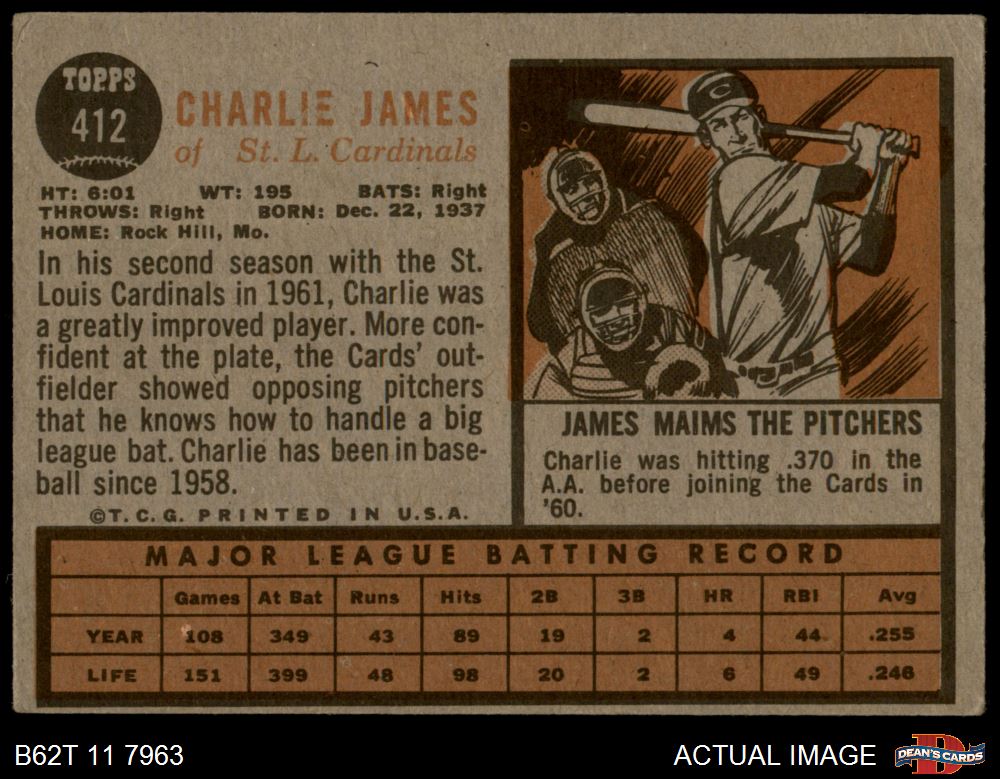 TOPPS
412
CHARLIE JAMES
of St. L. Cardinals
HT: 6:01 WT: 195 BATS: Right
THROWS: Right BORN: Dec. 22, 1937
HOME: Rock Hill, Mo.
In his second season with the St.
Louis Cardinals in 1961, Charlie was
a greatly improved player. More con-
fident at the plate, the Cards' out-
fielder showed opposing pitchers
that he knows how to handle a big
league bat. Charlie has been in base-
ball since 1958.
©T.C.G. PRINTED IN U.S.A.
C
JAMES MAIMS THE PITCHERS
Charlie was hitting .370 in the
A.A. before joining the Cards in
'60.
MAJOR LEAGUE BATTING RECORD
Games At Bat Runs Hits 2B 3B HR RBI Avg
YEAR 108 349 43 89 19 2 4 44 .255
LIFE 151 399 48 98 20 2 6 49 .246
B62T 11 7963
ACTUAL IMAGE
D
DEAN'S CARDS